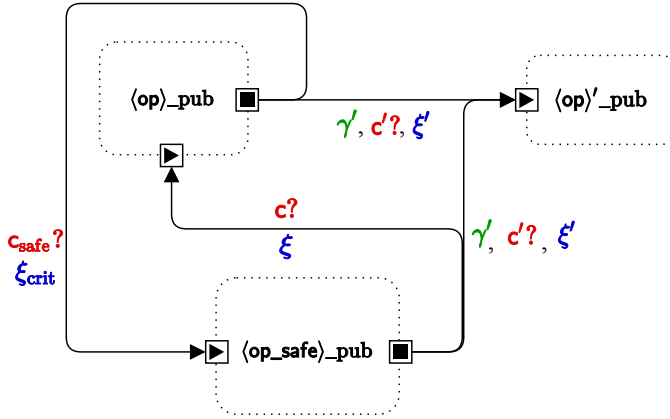 ⟨op⟩_pub
⟨op⟩′_pub
γ′, c′?, ξ′
c?
ξ
γ′, c′?, ξ′
c_safe?
ξ_crit
⟨op_safe⟩_pub